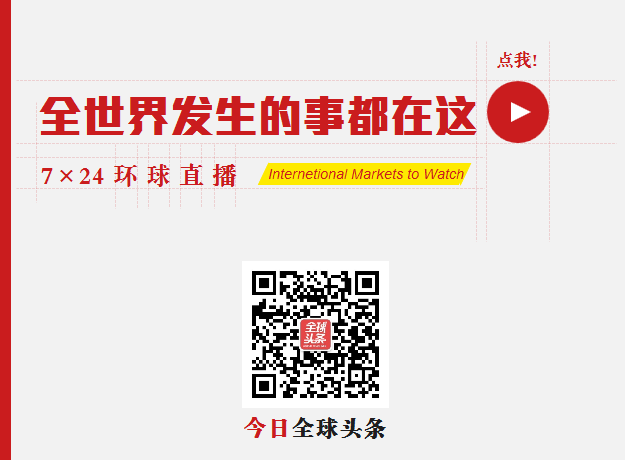 点我!
全世界发生的事都在这
7×24 环球直播
Internetional Markets to Watch
全球
头条
今日全球头条